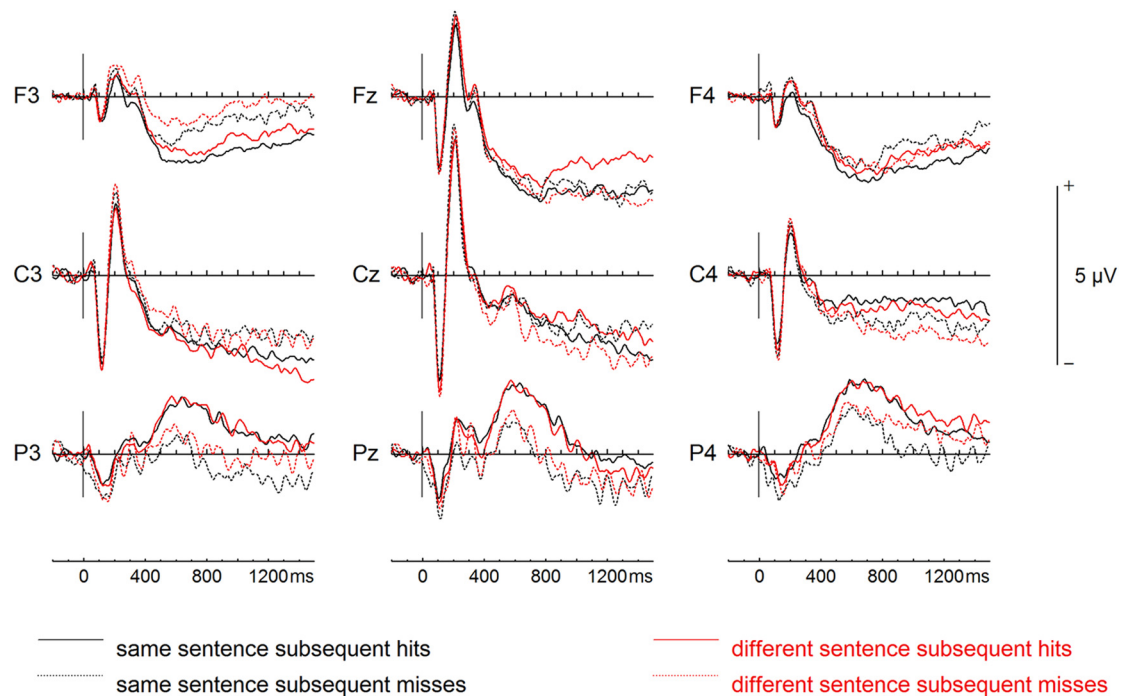 F3 Fz F4
+
C3 Cz C4 5 µV
−
P3 Pz P4
0 400 800 1200ms 0 400 800 1200ms 0 400 800 1200ms
same sentence subsequent hits different sentence subsequent hits
same sentence subsequent misses different sentence subsequent misses